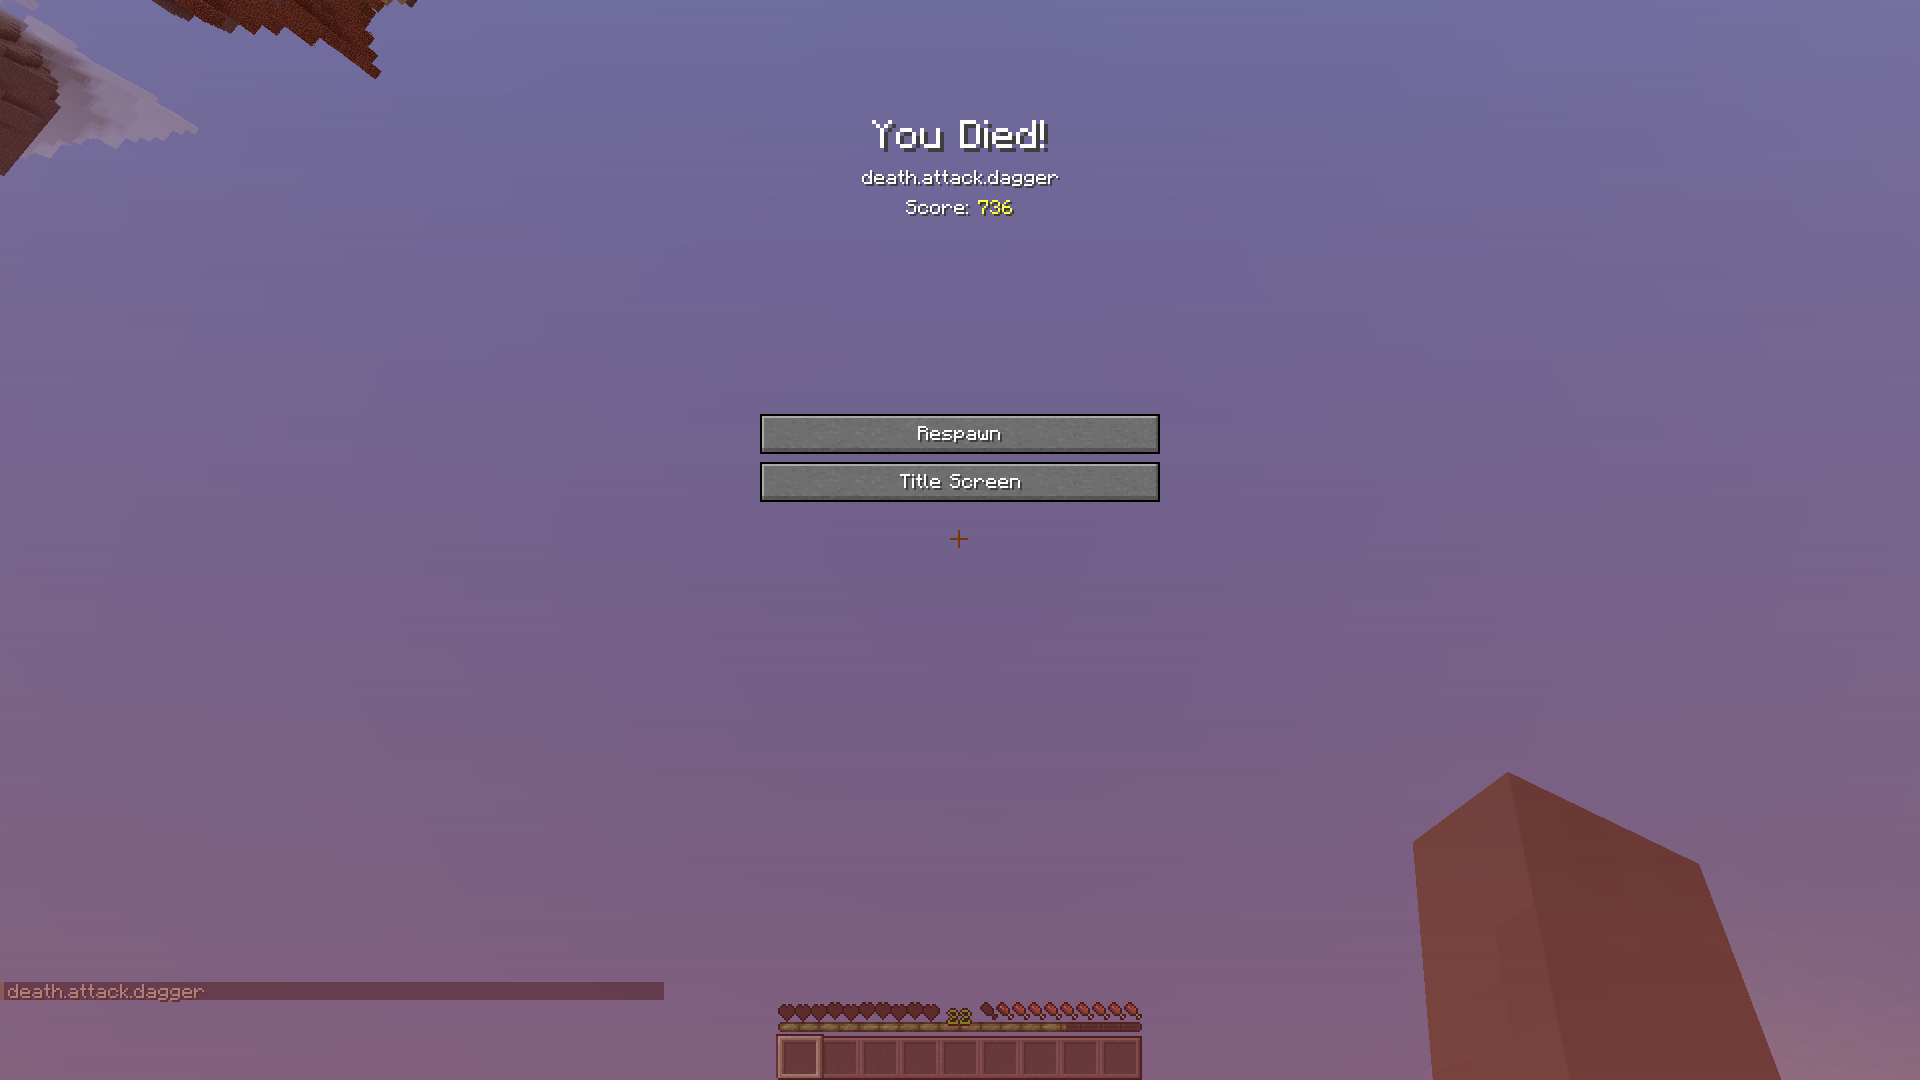 You Died!
death.attack.dagger
Score: 736
Respawn
Title Screen
death.attack.dagger
22